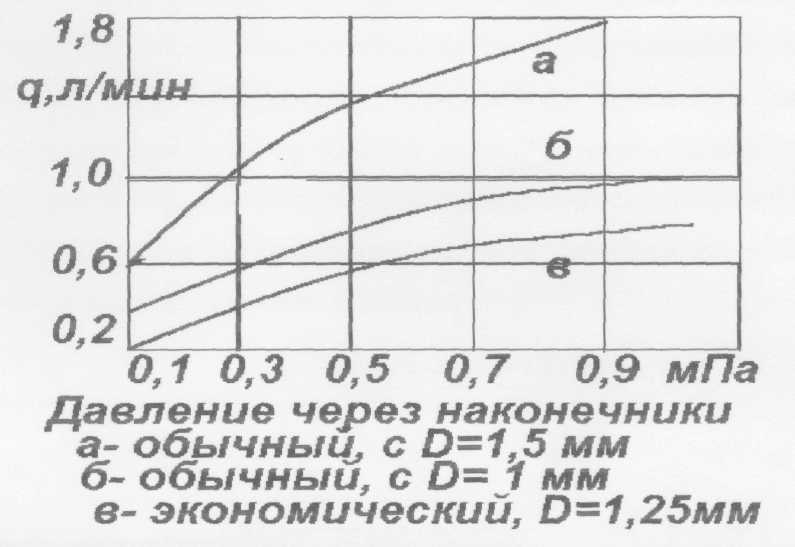 1,8
а
q,л/мин
б
1,0
0,6
в
0,2
0,1 0,3 0,5 0,7 0,9 мПа
Давление через наконечники
а- обычный, с D=1,5 мм
б- обычный, с D= 1 мм
в- экономический, D=1,25мм